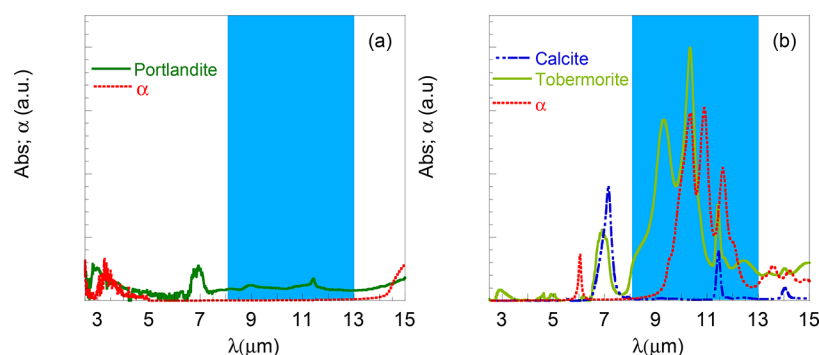 (a)
Portlandite
α
Abs; α (a.u.)
3 5 7 9 11 13 15
λ(μm)
(b)
Calcite
Tobermorite
α
Abs; α (a.u)
3 5 7 9 11 13 15
λ(μm)